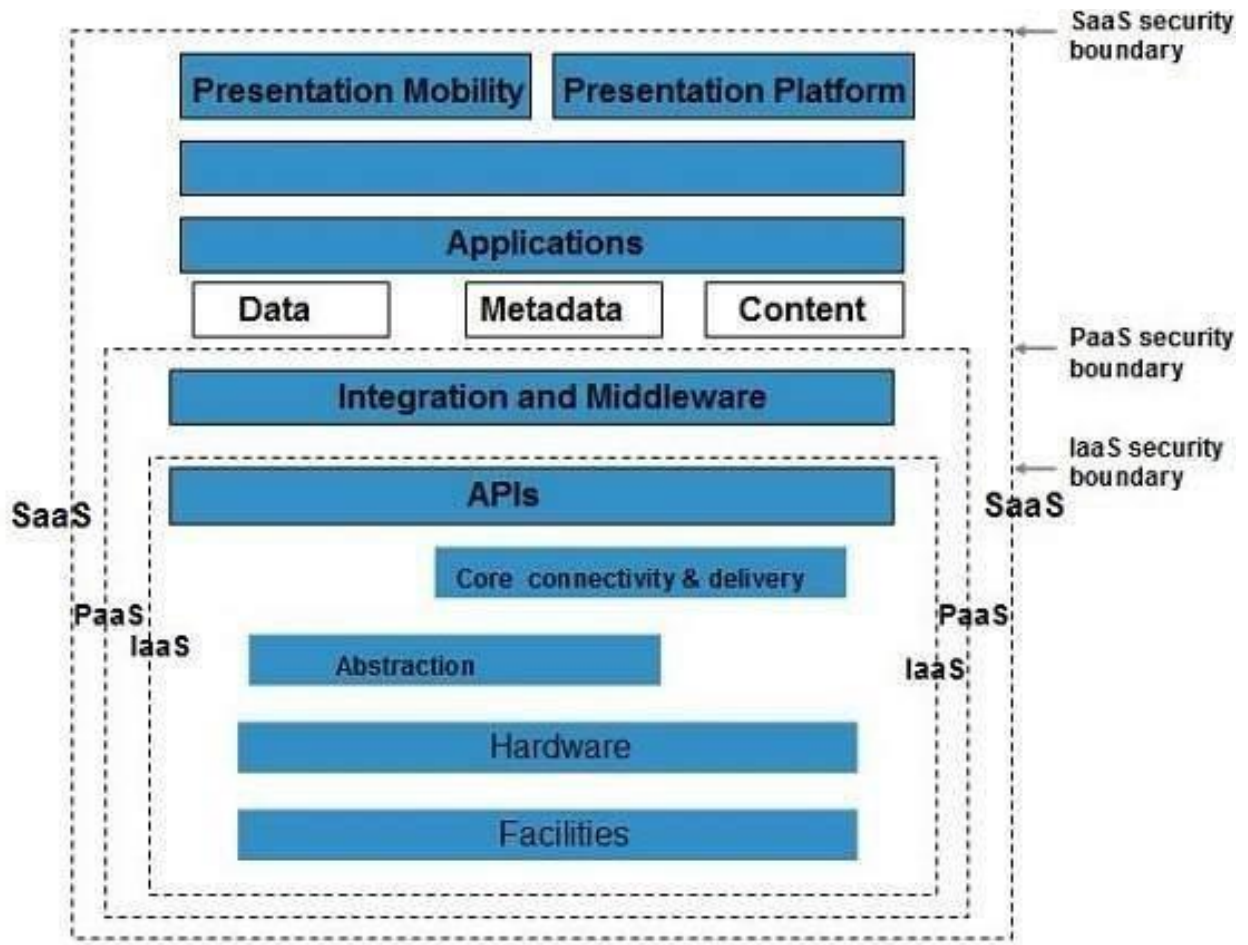 SaaS security
boundary
Presentation Mobility
Presentation Platform
Applications
Data
Metadata
Content
PaaS security
boundary
Integration and Middleware
IaaS security
boundary
APIs
SaaS
SaaS
Core connectivity & delivery
PaaS
PaaS
IaaS
Abstraction
IaaS
Hardware
Facilities